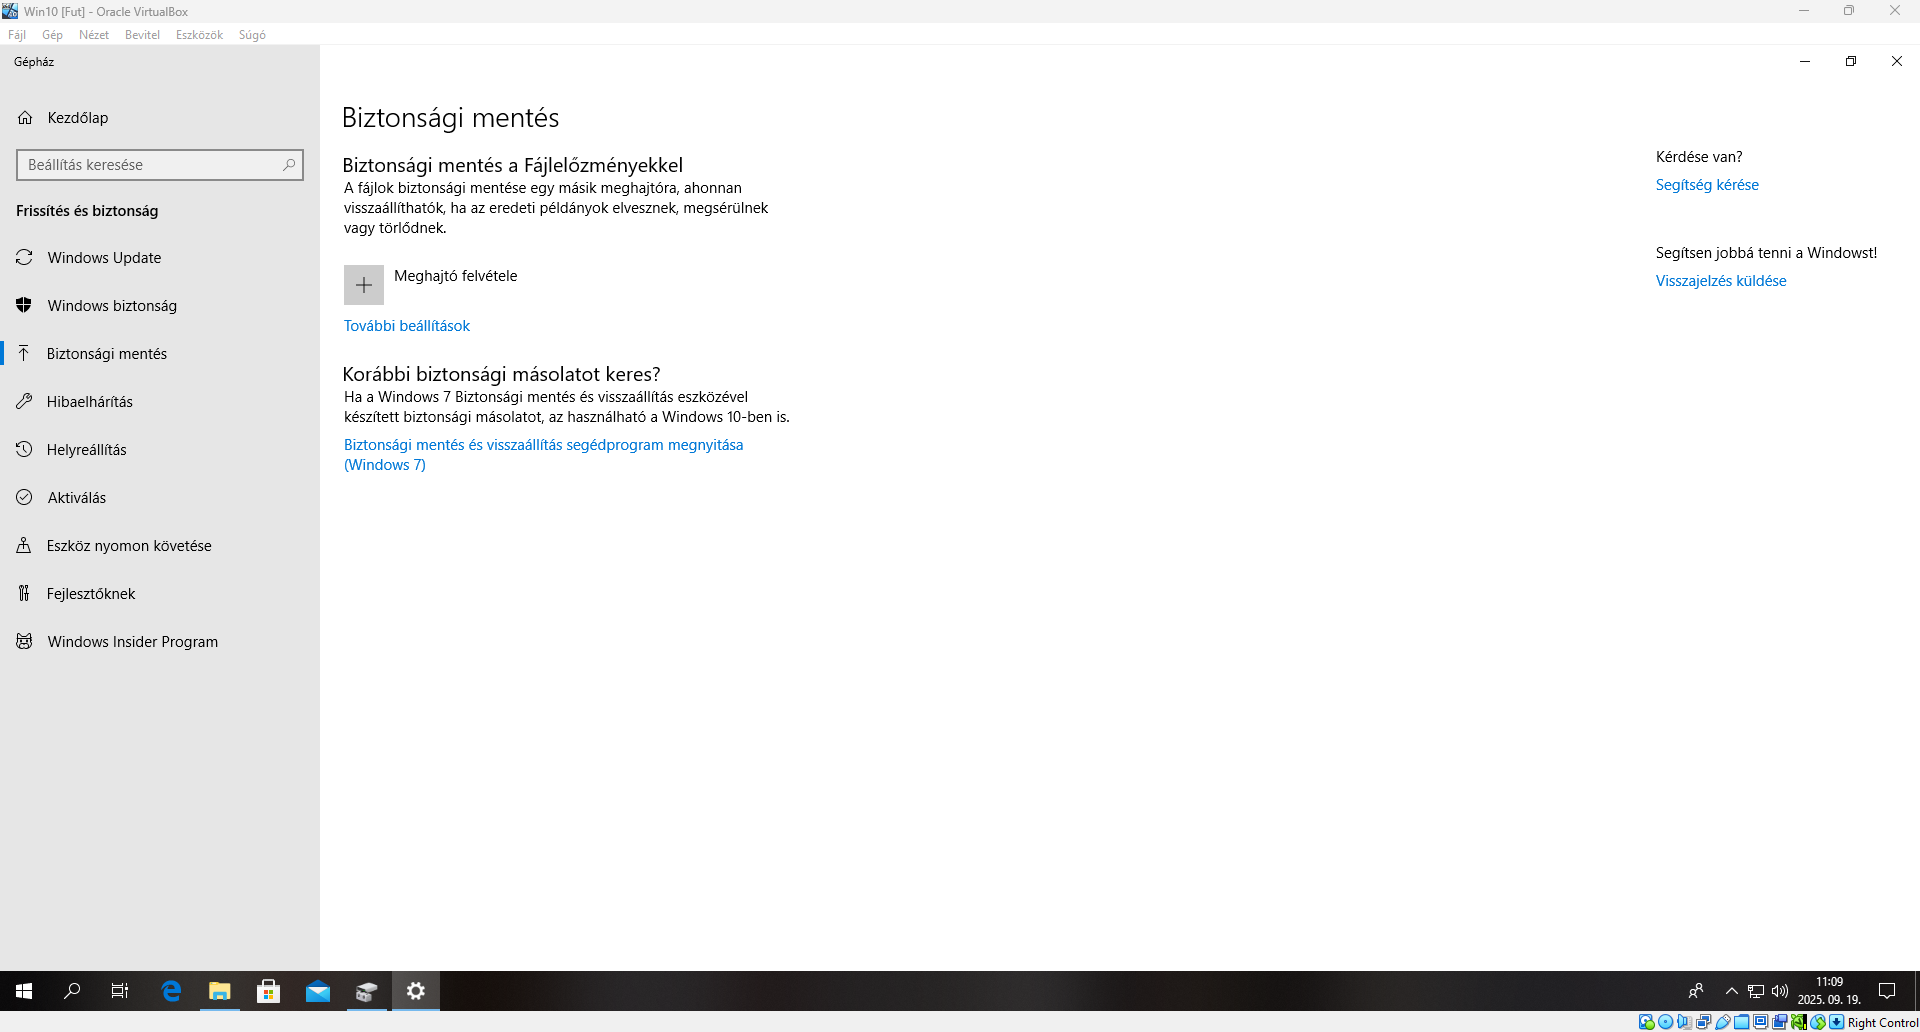 Win10 [Fut] - Oracle VirtualBox
Fájl Gép Nézet Bevitel Eszközök Súgó
Gépház
Kezdőlap
Beállítás keresése
Frissítés és biztonság
Windows Update
Windows biztonság
Biztonsági mentés
Hibaelhárítás
Helyreállítás
Aktiválás
Eszköz nyomon követése
Fejlesztőknek
Windows Insider Program
Biztonsági mentés
Biztonsági mentés a Fájlelőzményekkel
A fájlok biztonsági mentése egy másik meghajtóra, ahonnan
visszaállíthatók, ha az eredeti példányok elvesznek, megsérülnek
vagy törlődnek.
Meghajtó felvétele
További beállítások
Korábbi biztonsági másolatot keres?
Ha a Windows 7 Biztonsági mentés és visszaállítás eszközével
készített biztonsági másolatot, az használható a Windows 10-ben is.
Biztonsági mentés és visszaállítás segédprogram megnyitása
(Windows 7)
Kérdése van?
Segítség kérése
Segítsen jobbá tenni a Windowst!
Visszajelzés küldése
11:09
2025. 09. 19.
Right Control